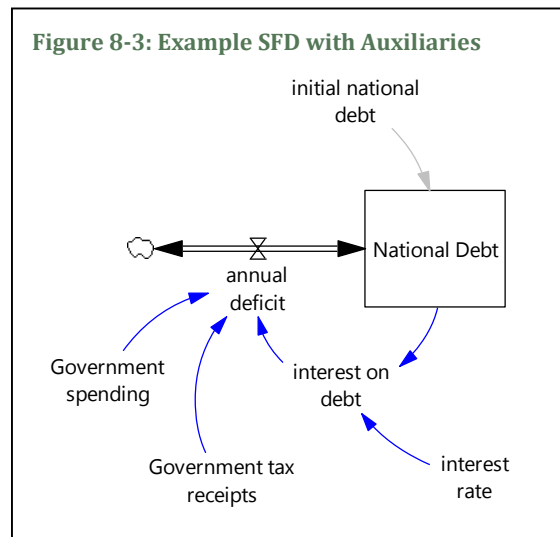 Figure 8-3: Example SFD with Auxiliaries
initial national
debt
National Debt
annual
deficit
Government
spending
interest on
debt
Government tax
receipts
interest
rate